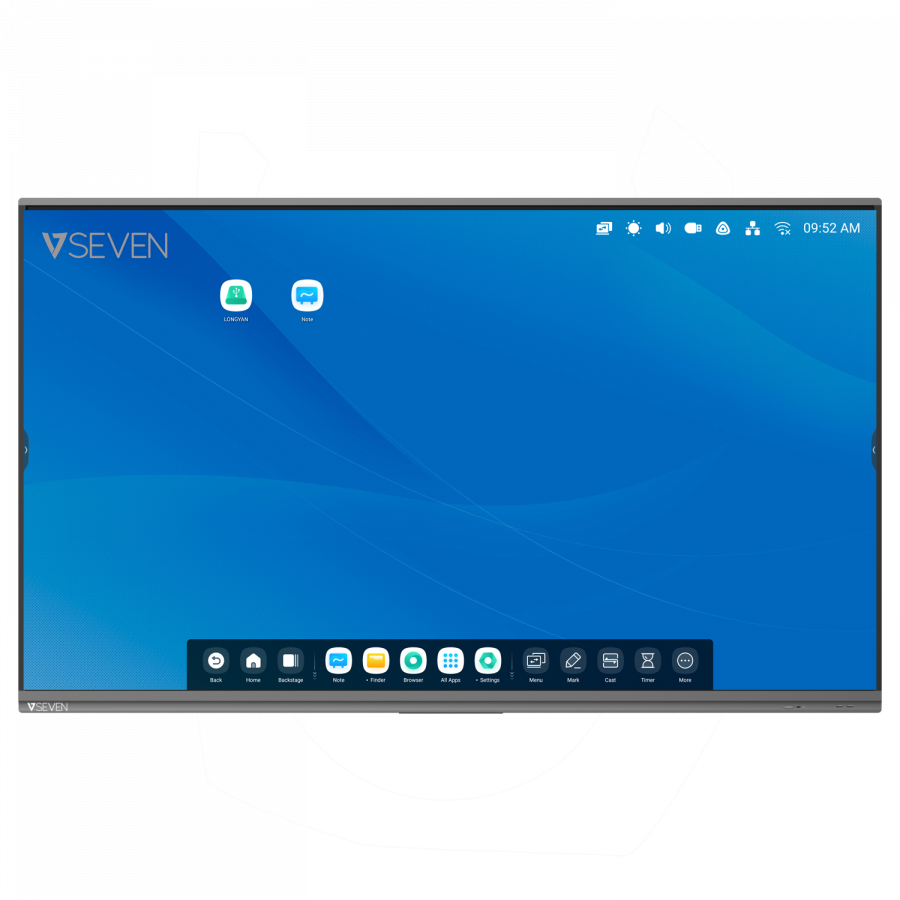 VSEVEN
09:52 AM
LONGYAN
Note
Back
Home
Backstage
Note
• Finder
Browser
All Apps
• Settings
Menu
Mark
Cast
Timer
More
VSEVEN